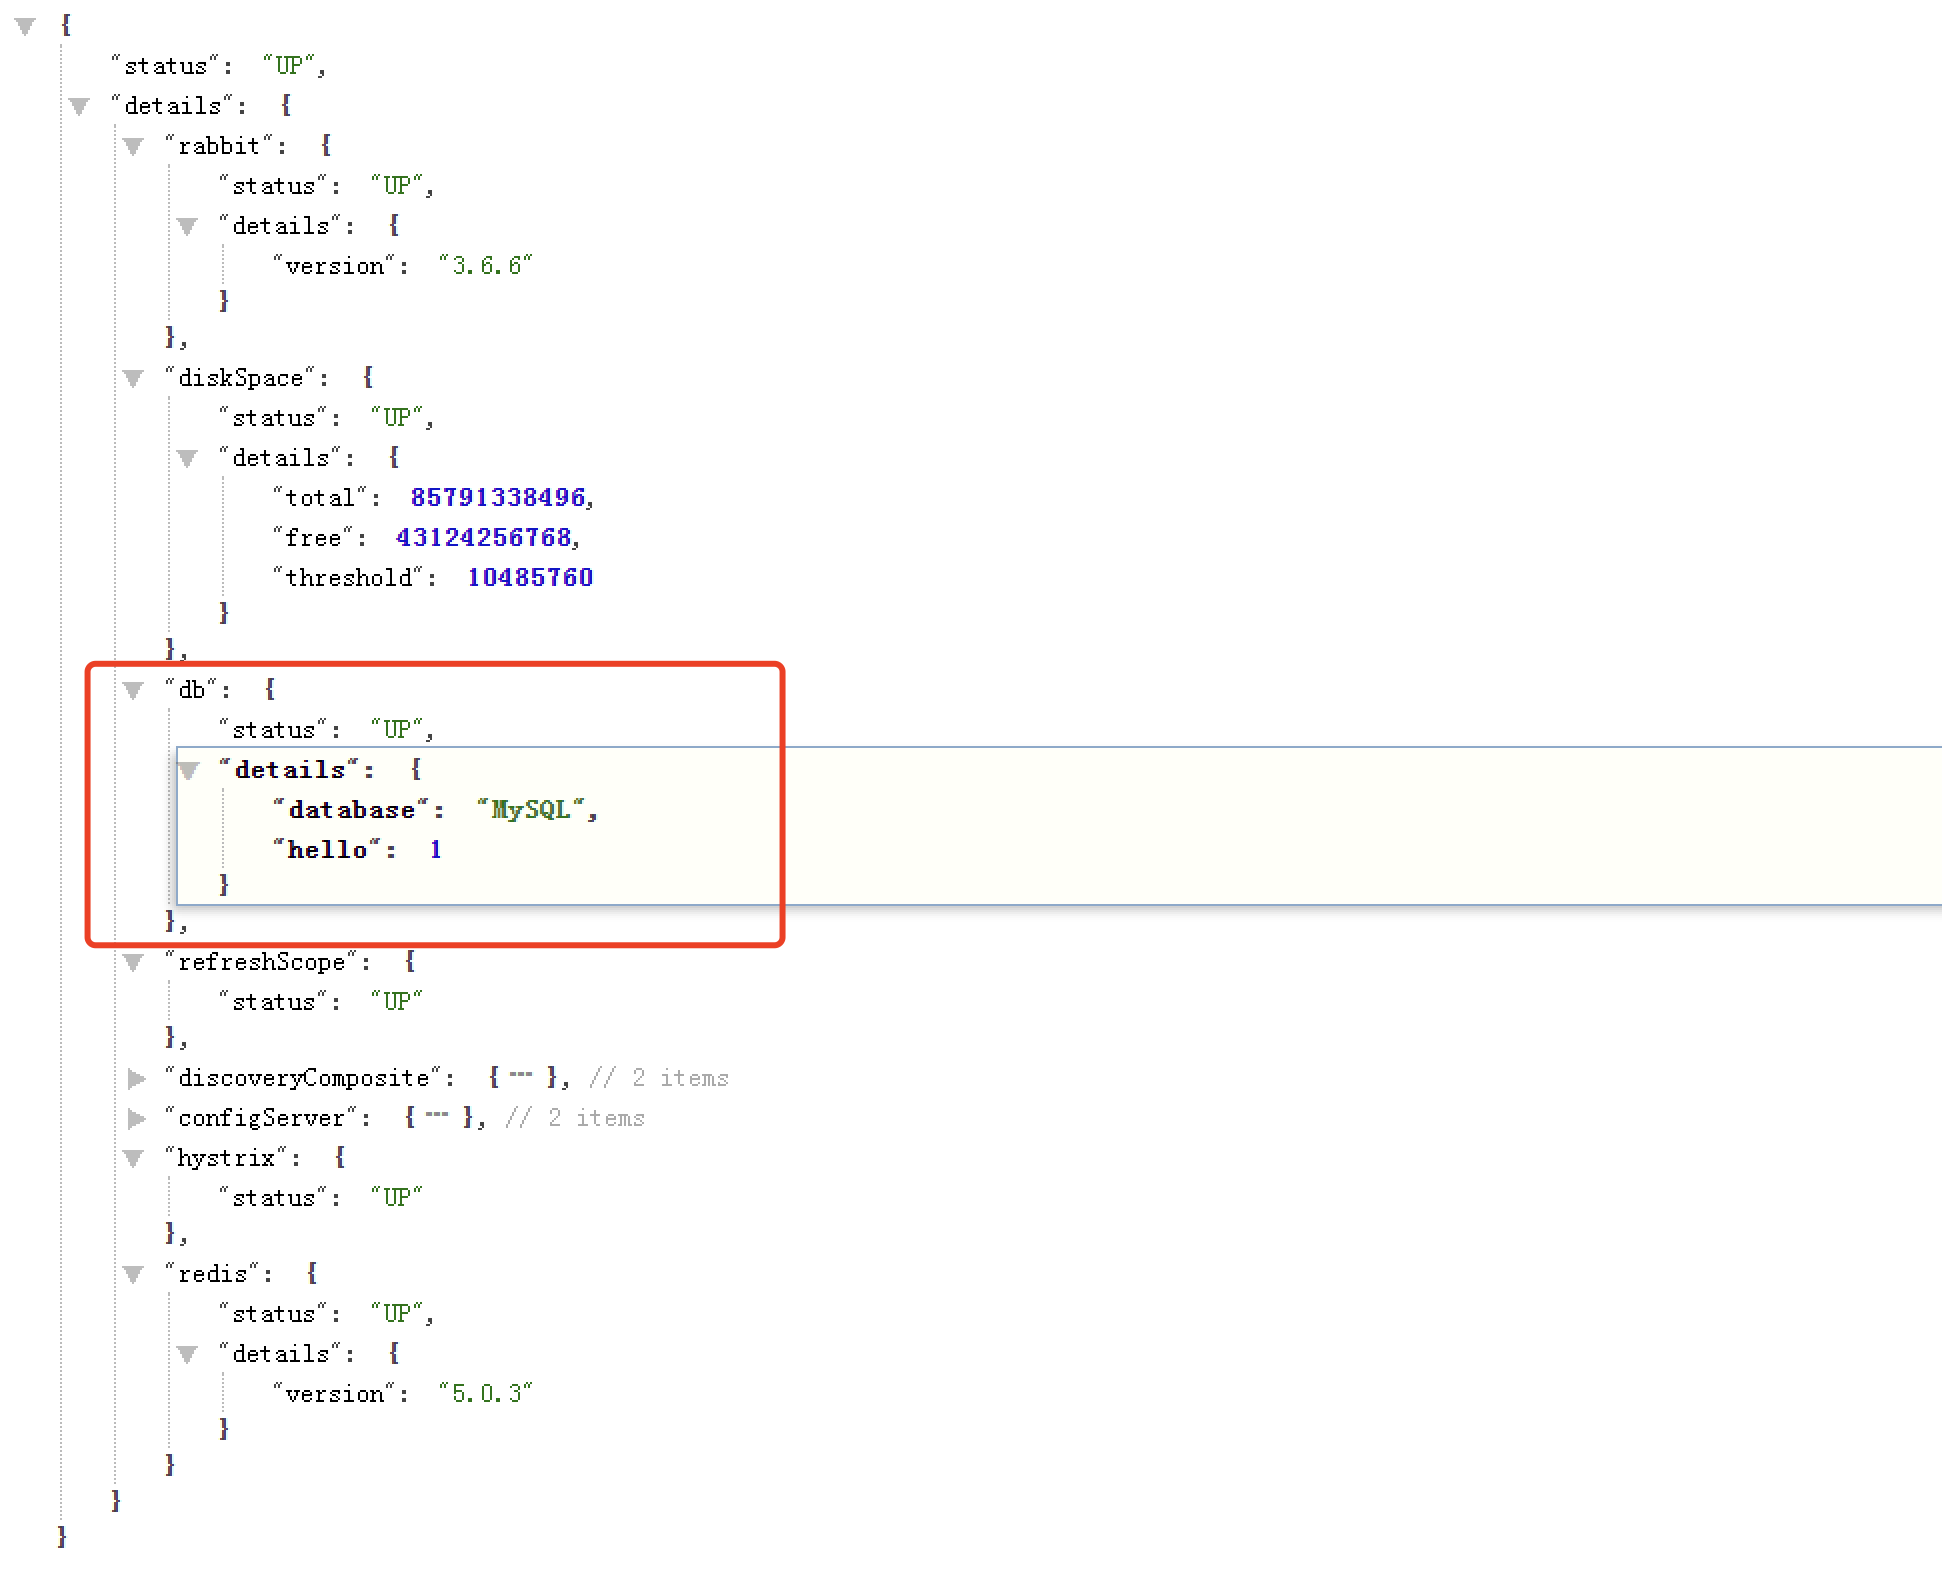 {
"status": "UP",
"details": {
"rabbit": {
"status": "UP",
"details": {
"version": "3.6.6"
}
},
"diskSpace": {
"status": "UP",
"details": {
"total": 85791338496,
"free": 43124256768,
"threshold": 10485760
}
},
"db": {
"status": "UP",
"details": {
"database": "MySQL",
"hello": 1
}
},
"refreshScope": {
"status": "UP"
},
"discoveryComposite": { ... }, // 2 items
"configServer": { ... }, // 2 items
"hystrix": {
"status": "UP"
},
"redis": {
"status": "UP",
"details": {
"version": "5.0.3"
}
}
}
}